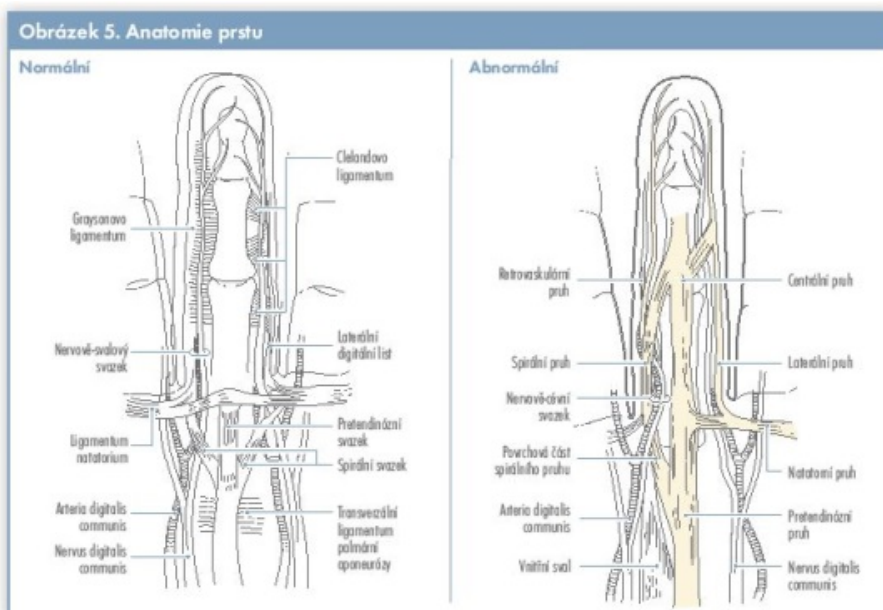 Obrázek 5. Anatomie prstu
Normální
Graysonovo
ligamentum
Nervově-svalový
svazek
Ligamentum
natatorium
Arteria digitalis
communis
Nervus digitalis
communis
Clelandovo
ligamentum
Laterální
digitální list
Pretendinózní
svazek
Spirální svazek
Transverzální
ligamentum
palmární
aponeurózy
Abnormální
Retrovaskulární
pruh
Spirální pruh
Nervově-cévní
svazek
Povrchová část
spirálního pruhu
Arteria digitalis
communis
Vnitřní sval
Centrální pruh
Laterální pruh
Natatorní pruh
Pretendinózní
pruh
Nervus digitalis
communis